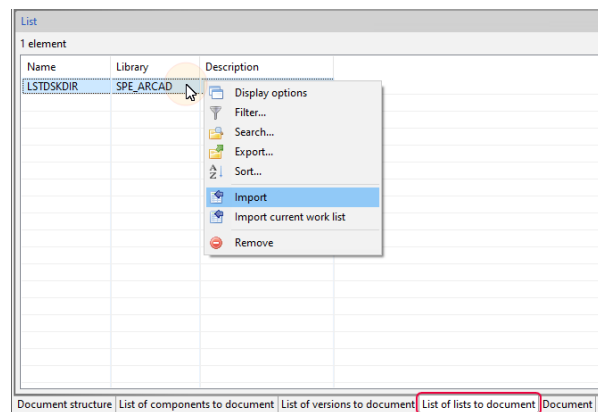 List
1 element
Name Library Description
LSTDSKDIR SPE_ARCAD
Display options
Filter...
Search...
Export...
Sort...
Import
Import current work list
Remove
Document structure List of components to document List of versions to document List of lists to document Document